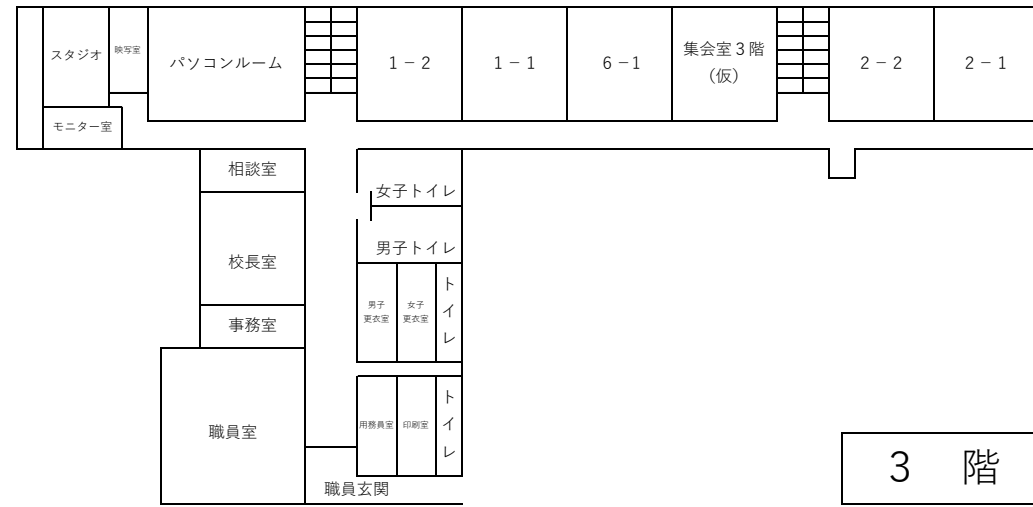 スタジオ
映写室
パソコンルーム
1－2
1－1
6－1
集会室３階
（仮）
2－2
2－1
モニター室
相談室
女子トイレ
校長室
男子トイレ
男子
更衣室
女子
更衣室
トイレ
事務室
職員室
用務員室
印刷室
トイレ
職員玄関
３　階